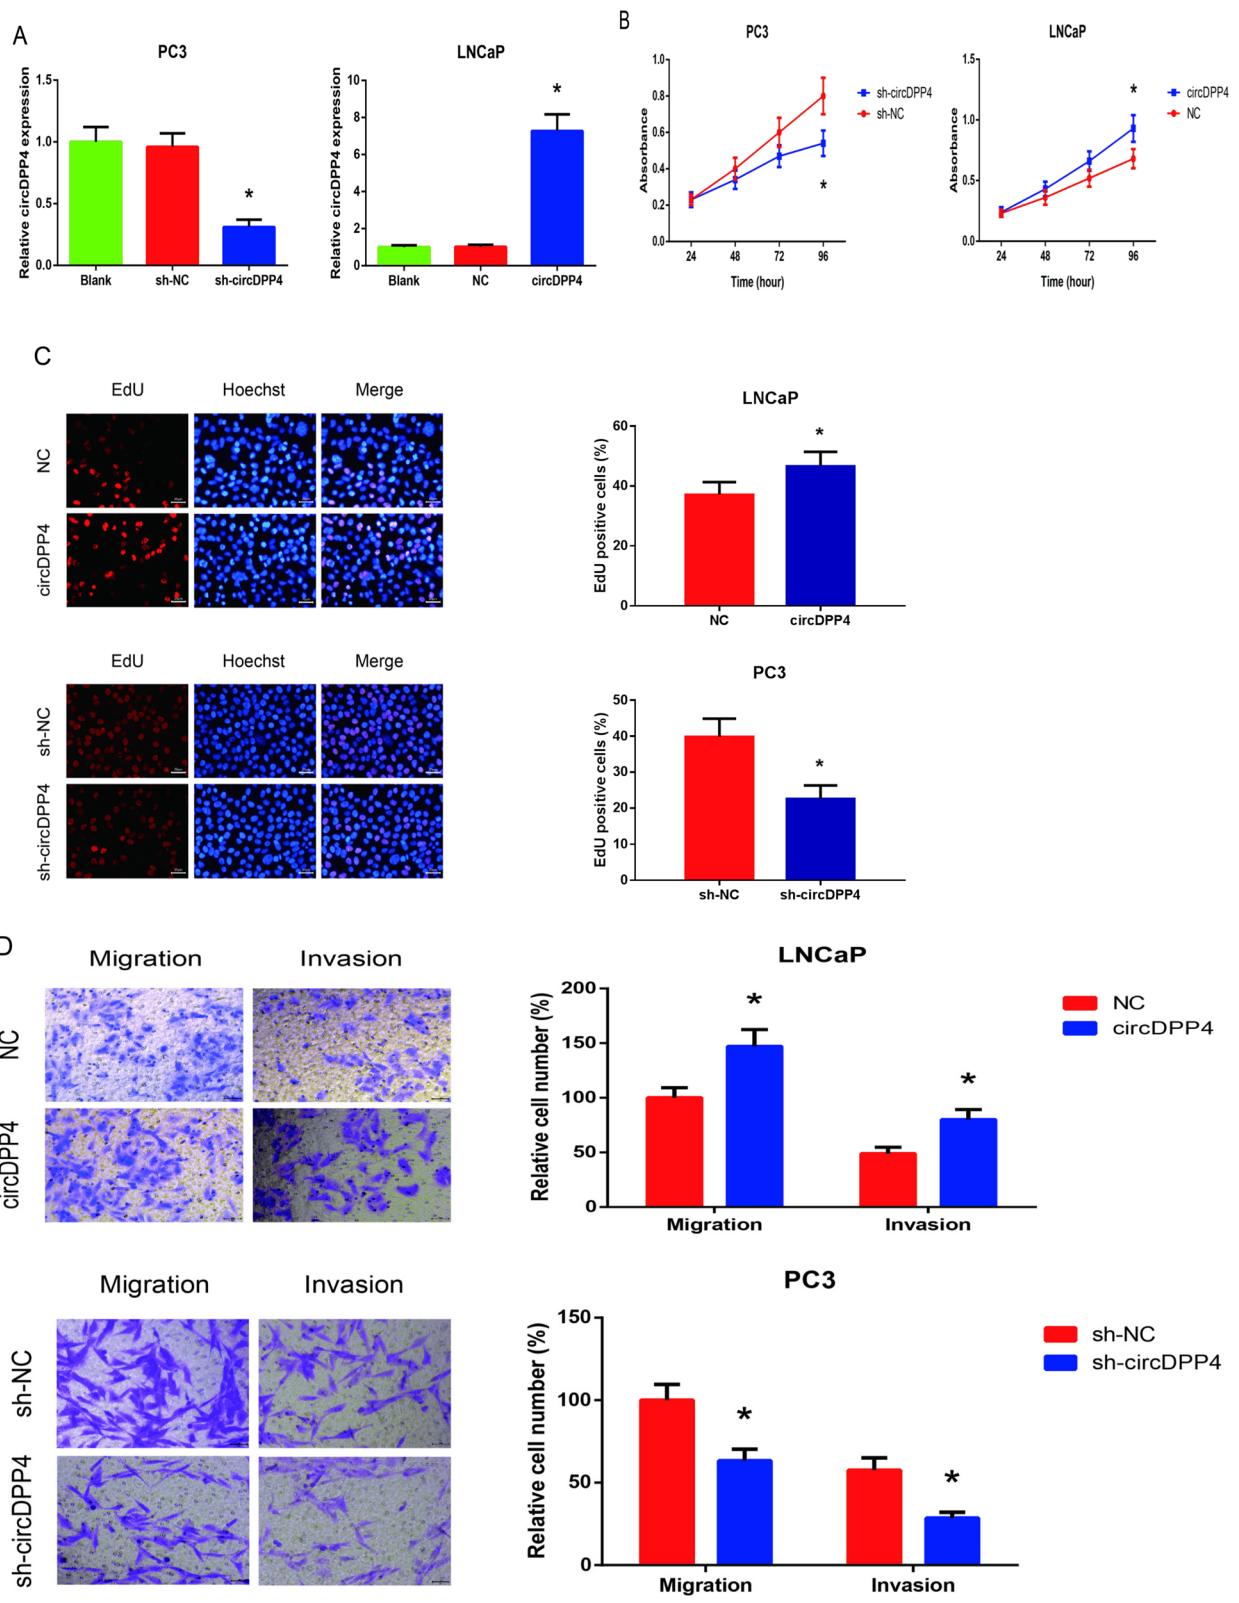 A
PC3
Relative circDPP4 expression
1.5
1.0
0.5
0.0
Blank
sh-NC
sh-circDPP4
*
LNCaP
Relative circDPP4 expression
10
8
6
4
2
0
Blank
NC
circDPP4
*
B
PC3
Absorbance
1.0
0.8
0.6
0.4
0.2
0.0
24
48
72
96
Time (hour)
sh-circDPP4
sh-NC
*
LNCaP
Absorbance
1.5
1.0
0.5
0.0
24
48
72
96
Time (hour)
circDPP4
NC
*
C
EdU
Hoechst
Merge
NC
circDPP4
LNCaP
EdU positive cells (%)
60
40
20
0
NC
circDPP4
*
EdU
Hoechst
Merge
sh-NC
sh-circDPP4
PC3
EdU positive cells (%)
50
40
30
20
10
0
sh-NC
sh-circDPP4
*
D
Migration
Invasion
NC
circDPP4
LNCaP
Relative cell number (%)
200
150
100
50
0
Migration
Invasion
*
*
NC
circDPP4
Migration
Invasion
sh-NC
sh-circDPP4
PC3
Relative cell number (%)
150
100
50
0
Migration
Invasion
*
*
sh-NC
sh-circDPP4